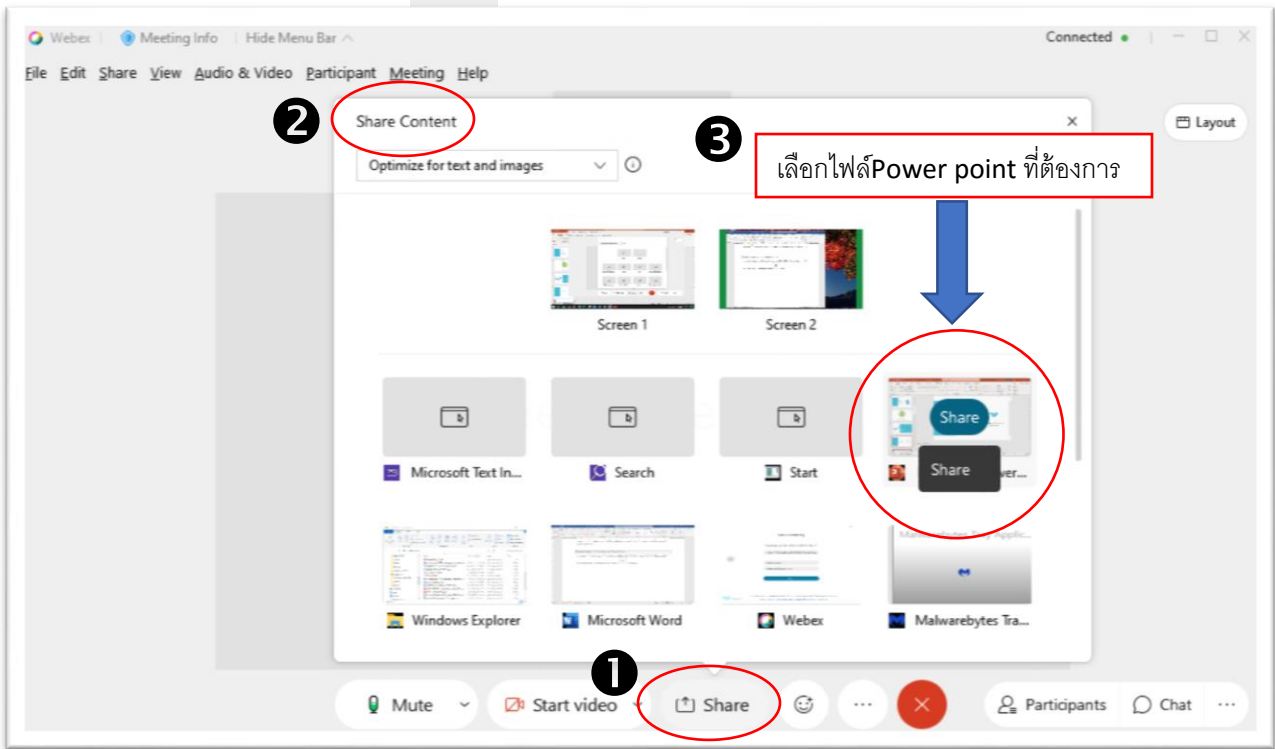 Webex Meeting Info Hide Menu Bar Connected
File Edit Share View Audio & Video Participant Meeting Help
2 Share Content
3
Layout
Optimize for text and images
เลือกไฟล์Power point ที่ต้องการ
Screen 1 Screen 2
Share
Microsoft Text In... Search Start Share
Windows Explorer Microsoft Word Webex Malwarebytes Tra...
1
Mute Start video Share Participants Chat